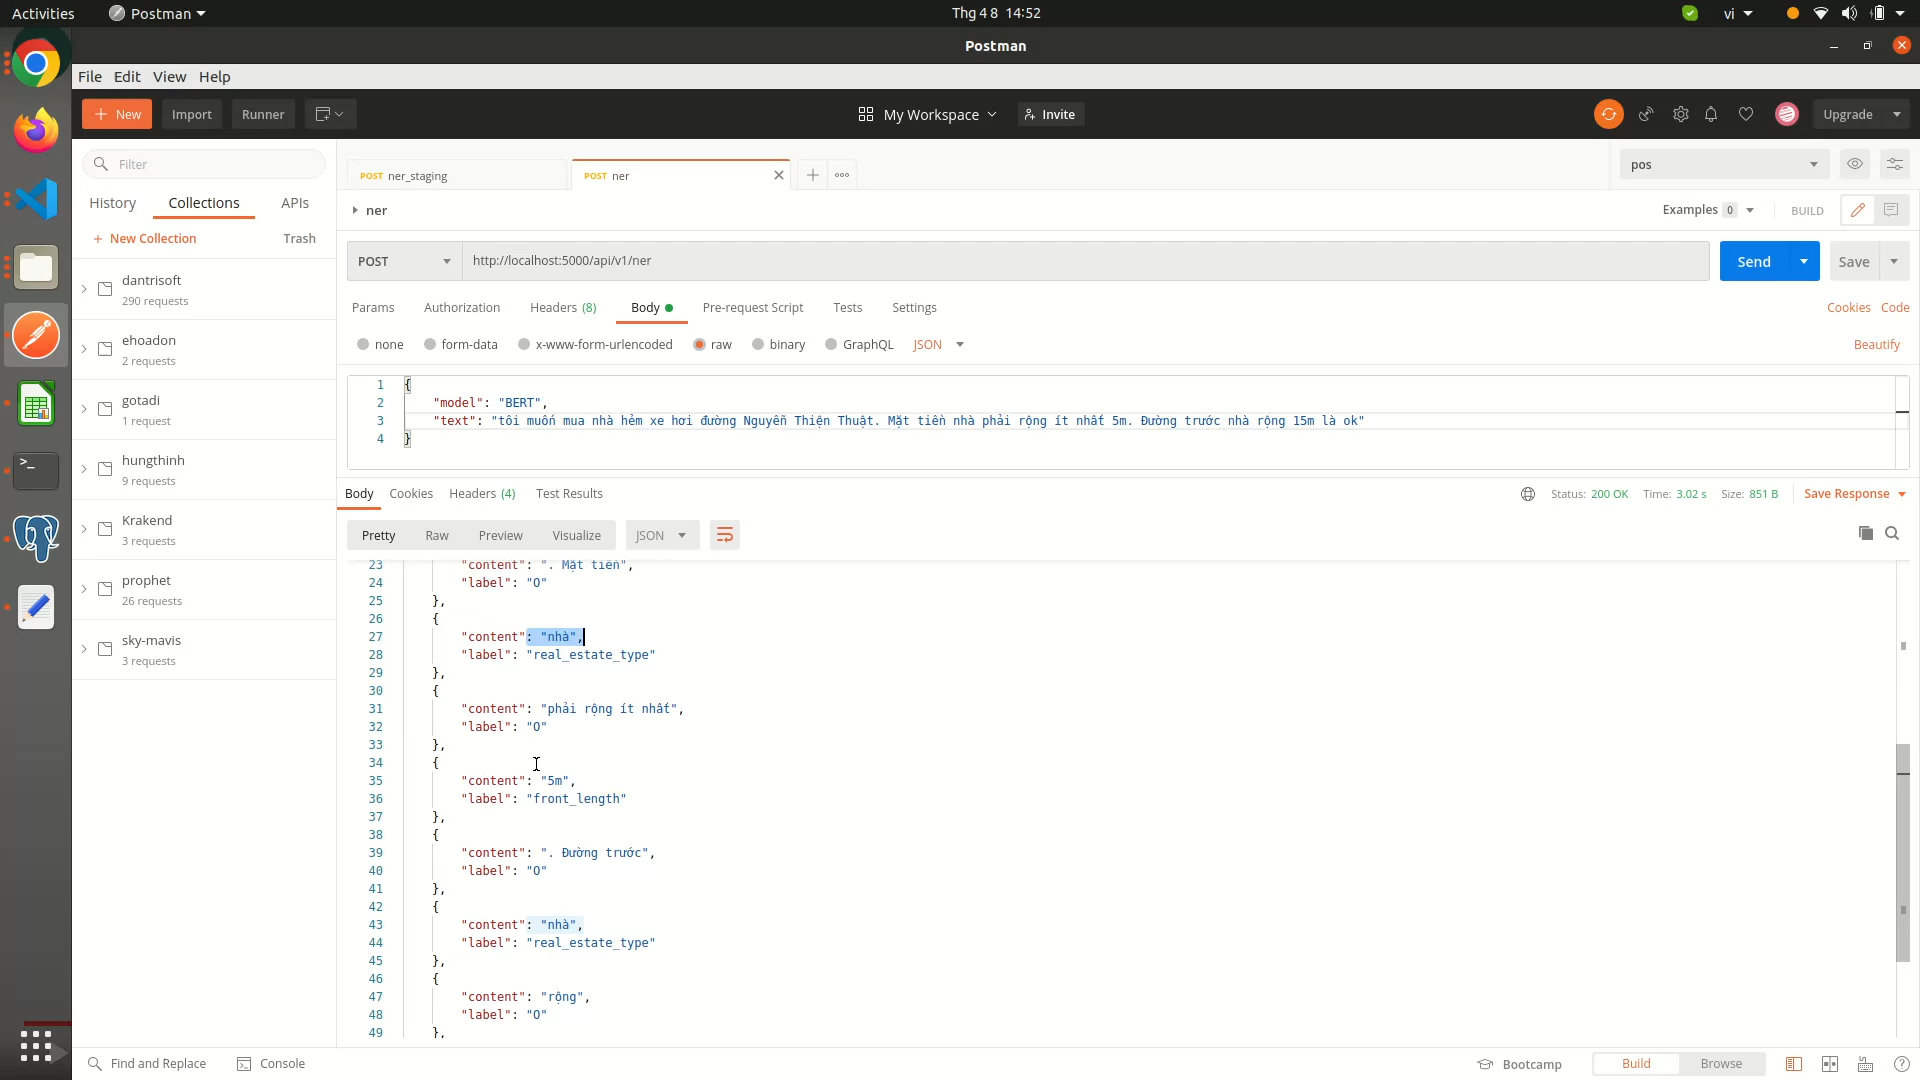 Activities
Postman
Thg 4 8 14:52
vi
Postman
File Edit View Help
New
Import
Runner
My Workspace
Invite
Upgrade
Filter
POST ner_staging
POST ner
pos
History Collections APIs
ner
Examples 0
BUILD
New Collection
Trash
POST
http://localhost:5000/api/v1/ner
Send
Save
dantrisoft
290 requests
Params Authorization Headers (8) Body Pre-request Script Tests Settings
Cookies Code
ehoadon
2 requests
none form-data x-www-form-urlencoded raw binary GraphQL JSON
Beautify
gotadi
1 request
1 {
2 "model": "BERT",
3 "text": "tôi muốn mua nhà hẻm xe hơi đường Nguyễn Thiện Thuật. Mặt tiền nhà phải rộng ít nhất 5m. Đường trước nhà rộng 15m là ok"
4 }
hungthinh
9 requests
Body Cookies Headers (4) Test Results
Status: 200 OK Time: 3.02 s Size: 851 B
Save Response
Krakend
3 requests
Pretty Raw Preview Visualize JSON
prophet
26 requests
sky-mavis
3 requests
23 "content": ". Mặt tiền",
24 "label": "O"
25 },
26 {
27 "content": "nhà",
28 "label": "real_estate_type"
29 },
30 {
31 "content": "phải rộng ít nhất",
32 "label": "O"
33 },
34 {
35 "content": "5m",
36 "label": "front_length"
37 },
38 {
39 "content": ". Đường trước",
40 "label": "O"
41 },
42 {
43 "content": "nhà",
44 "label": "real_estate_type"
45 },
46 {
47 "content": "rộng",
48 "label": "O"
49 },
Find and Replace
Console
Bootcamp
Build
Browse